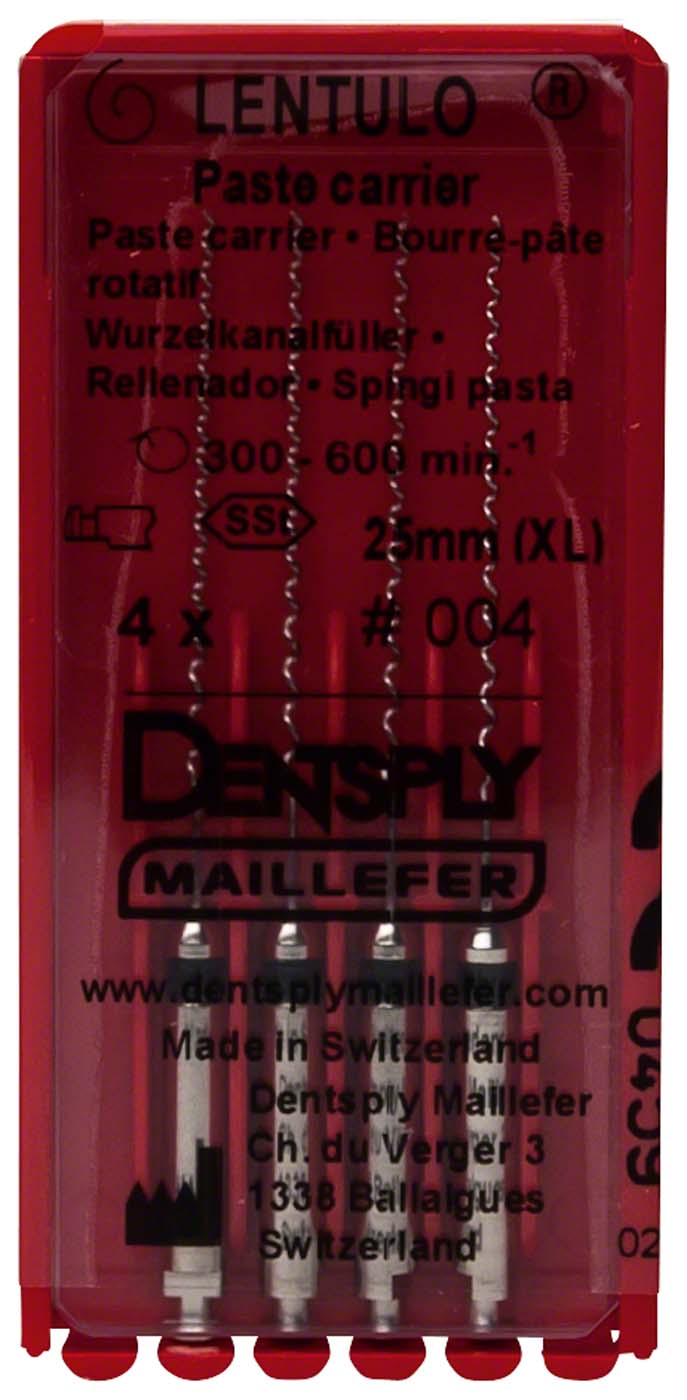 LENTULO ®
Paste carrier
Paste carrier • Bourre-pâte
rotatif
Wurzelkanalfüller •
Rellenador • Spingi pasta
300 - 600 min.⁻¹
SSt 25mm (XL)
4 x # 004
DENTSPLY
MAILLEFER
www.dentsplymaillefer.com
Made in Switzerland
Dentsply Maillefer
Ch. du Verger 3
1338 Ballaigues
Switzerland
CE 0459
02